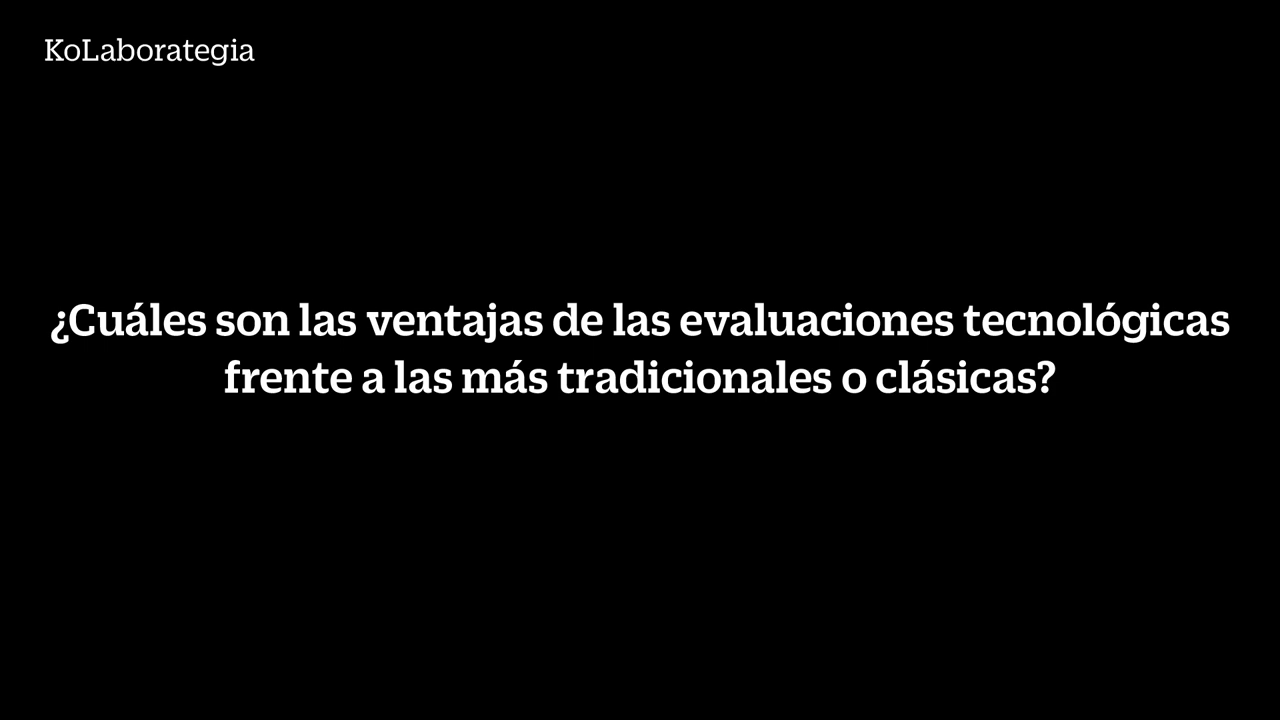 KoLaborategia
¿Cuáles son las ventajas de las evaluaciones tecnológicas
frente a las más tradicionales o clásicas?